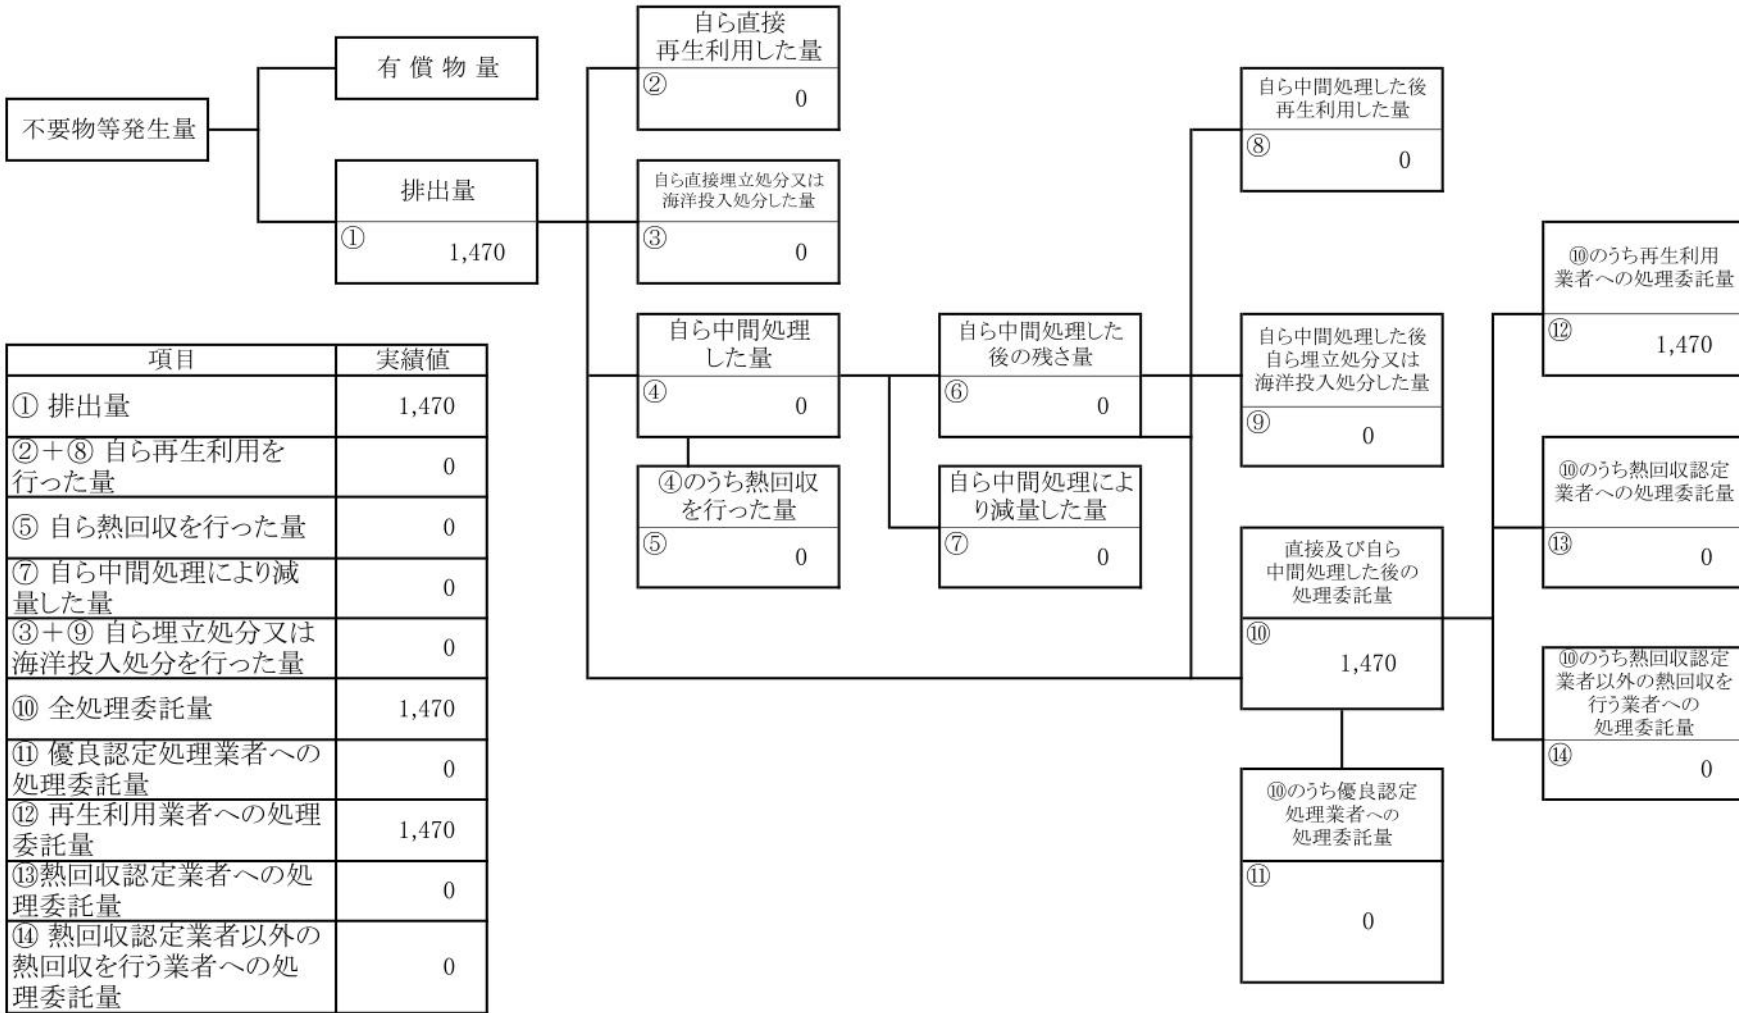 不要物等発生量
有償物量
排出量
①
1,470
自ら直接
再生利用した量
②
0
自ら直接埋立処分又は
海洋投入処分した量
③
0
自ら中間処理
した量
④
0
④のうち熱回収
を行った量
⑤
0
自ら中間処理した
後の残さ量
⑥
0
自ら中間処理によ
り減量した量
⑦
0
自ら中間処理した後
再生利用した量
⑧
0
自ら中間処理した後
自ら埋立処分又は
海洋投入処分した量
⑨
0
直接及び自ら
中間処理した後の
処理委託量
⑩
1,470
⑩のうち優良認定
処理業者への
処理委託量
⑪
0
⑩のうち再生利用
業者への処理委託量
⑫
1,470
⑩のうち熱回収認定
業者への処理委託量
⑬
0
⑩のうち熱回収認定
業者以外の熱回収を
行う業者への
処理委託量
⑭
0
項目 実績値
① 排出量 1,470
②+⑧ 自ら再生利用を
行った量 0
⑤ 自ら熱回収を行った量 0
⑦ 自ら中間処理により減
量した量 0
③+⑨ 自ら埋立処分又は
海洋投入処分を行った量 0
⑩ 全処理委託量 1,470
⑪ 優良認定処理業者への
処理委託量 0
⑫ 再生利用業者への処理
委託量 1,470
⑬熱回収認定業者への処
理委託量 0
⑭ 熱回収認定業者以外の
熱回収を行う業者への処
理委託量 0